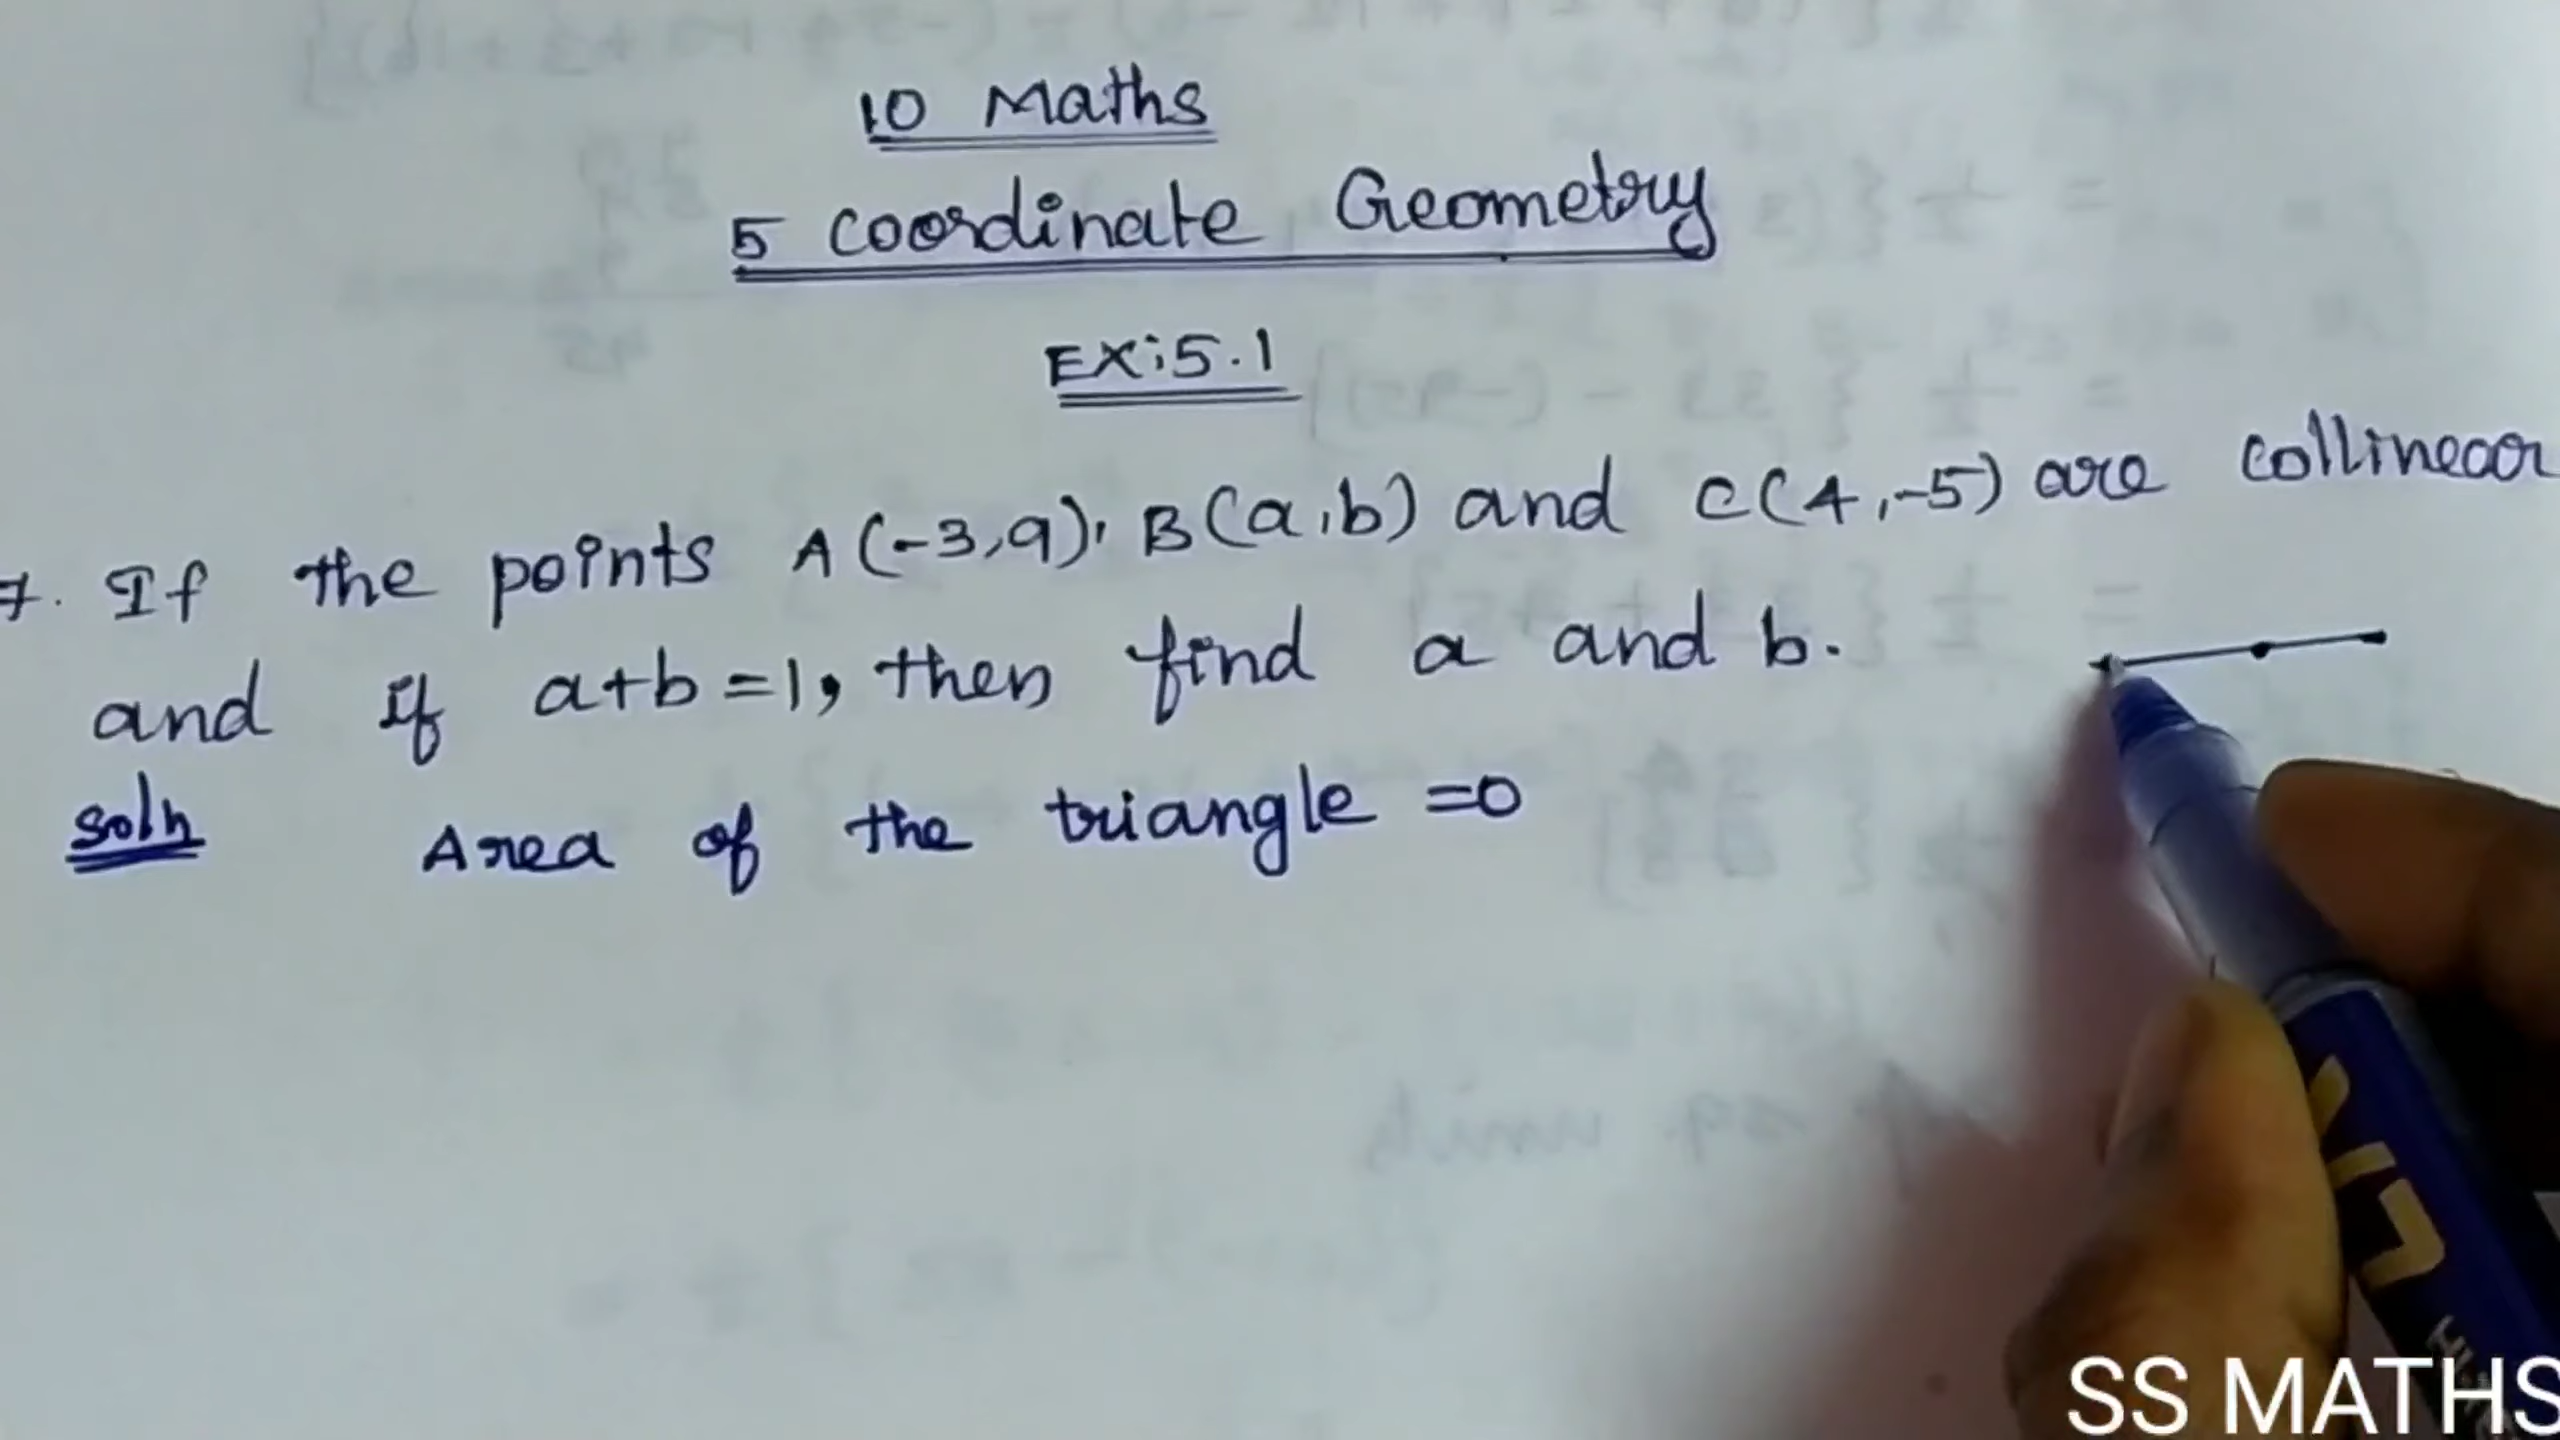 10 Maths
5 Coordinate Geometry
EX:5.1
7. If the points A(-3,9), B(a,b) and C(4,-5) are collinear
and if a+b=1, then find a and b.
Soln Area of the triangle =0
SS MATHS